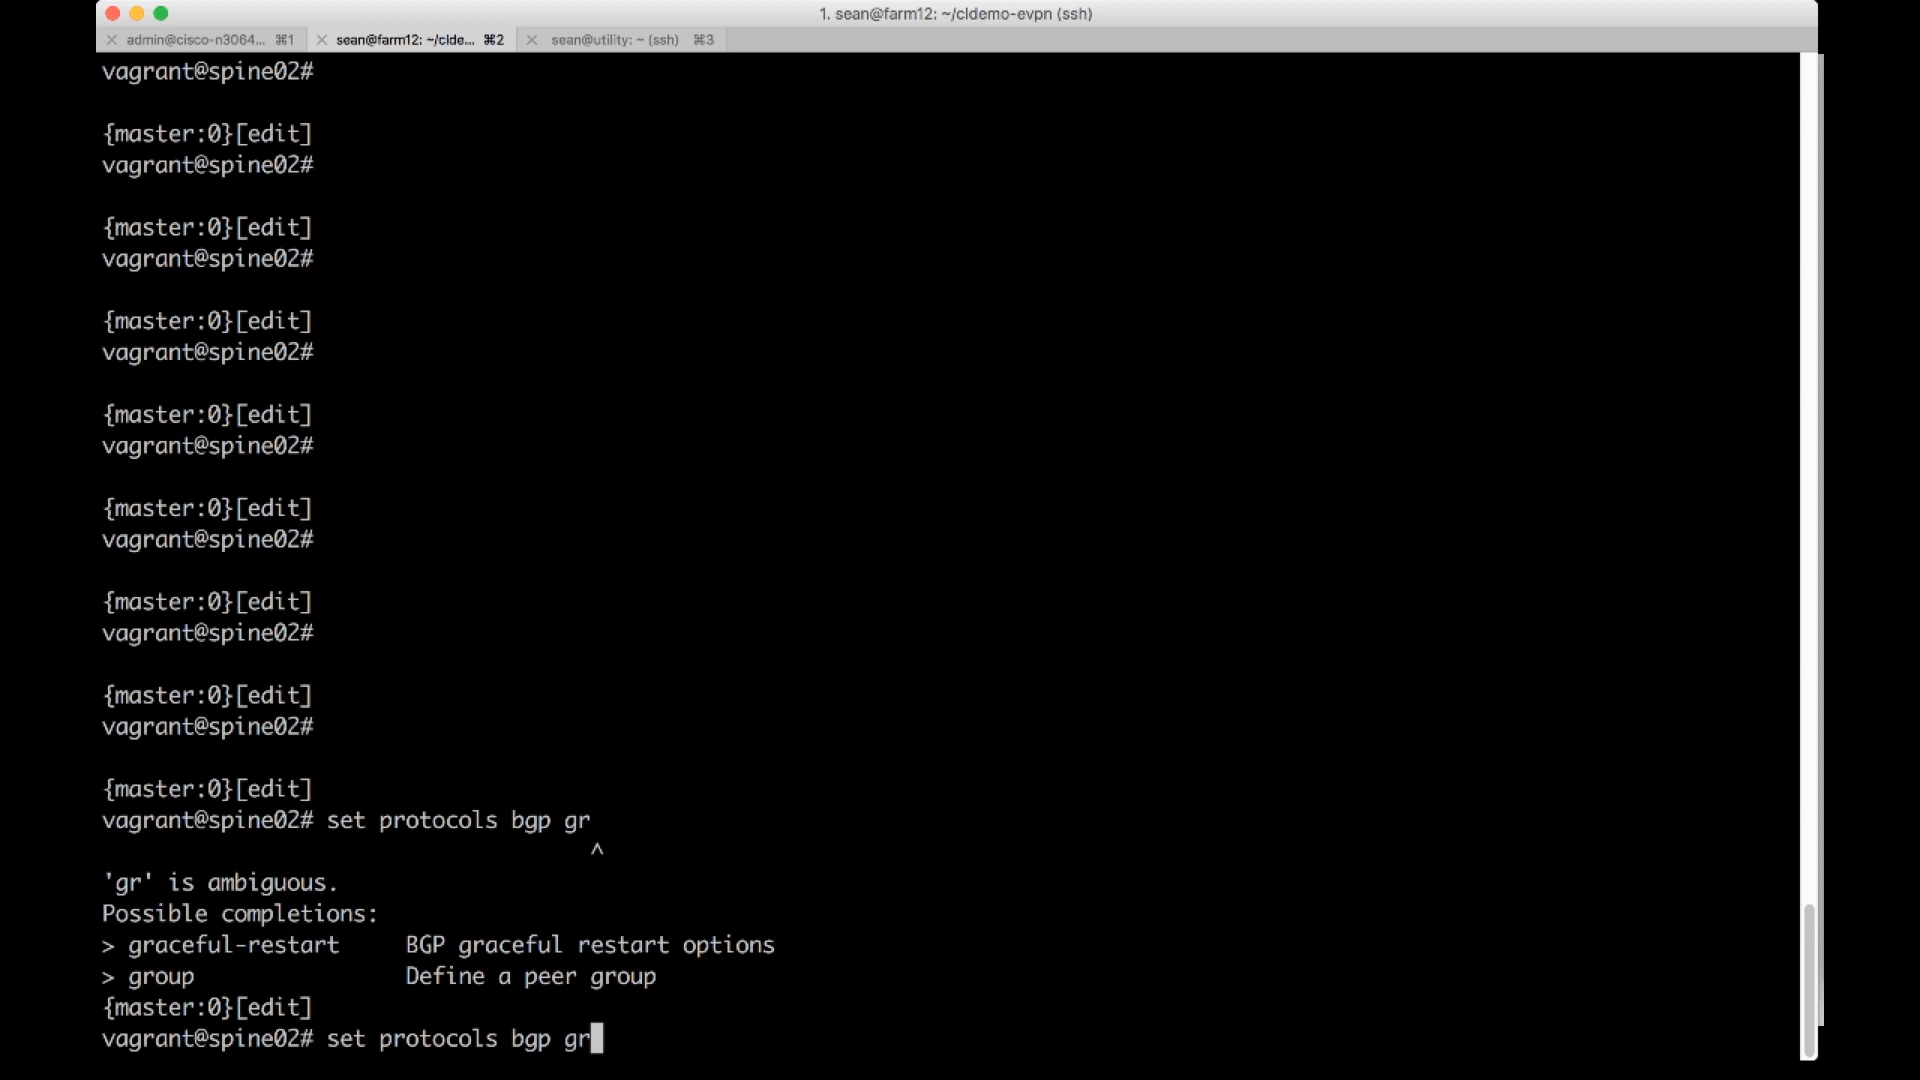 1. sean@farm12: ~/cldemo-evpn (ssh)
admin@cisco-n3064... ⌘1 sean@farm12: ~/clde... ⌘2 sean@utility: ~ (ssh) ⌘3
vagrant@spine02#
{master:0}[edit]
vagrant@spine02#
{master:0}[edit]
vagrant@spine02#
{master:0}[edit]
vagrant@spine02#
{master:0}[edit]
vagrant@spine02#
{master:0}[edit]
vagrant@spine02#
{master:0}[edit]
vagrant@spine02#
{master:0}[edit]
vagrant@spine02#
{master:0}[edit]
vagrant@spine02# set protocols bgp gr
^
'gr' is ambiguous.
Possible completions:
> graceful-restart     BGP graceful restart options
> group                Define a peer group
{master:0}[edit]
vagrant@spine02# set protocols bgp gr